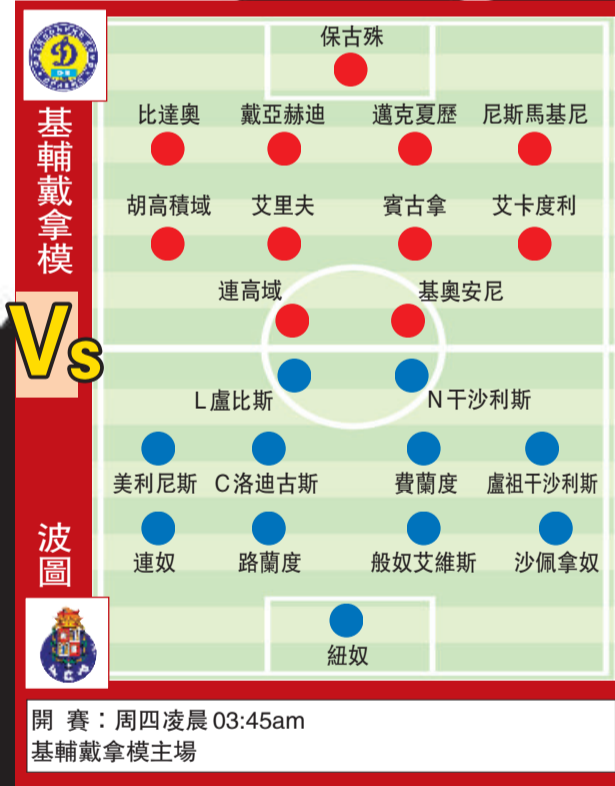 基輔戴拿模
保古殊
比達奧 戴亞赫迪 邁克夏歷 尼斯馬基尼
胡高積域 艾里夫 賓古拿 艾卡度利
連高域 基奧安尼
Vs
L盧比斯 N干沙利斯
美利尼斯 C洛迪古斯 費蘭度 盧祖干沙利斯
連奴 路蘭度 般奴艾維斯 沙佩拿奴
波圖
紐奴
開 賽：周四凌晨03:45am
基輔戴拿模主場